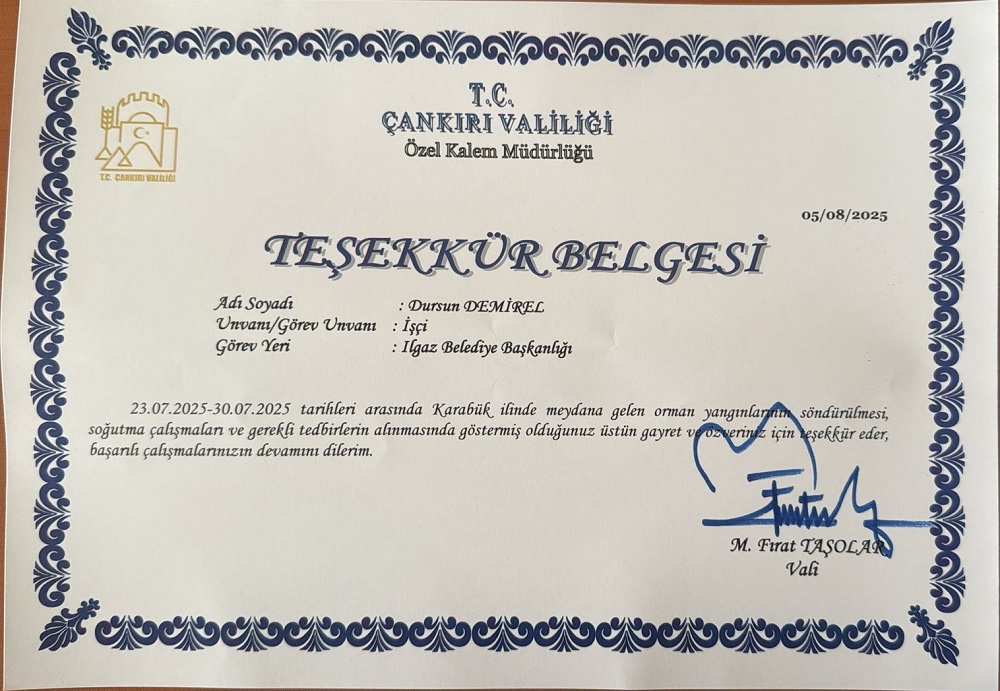 T.C.
ÇANKIRI VALİLİĞİ
Özel Kalem Müdürlüğü
T.C. ÇANKIRI VALİLİĞİ
05/08/2025
TEŞEKKÜR BELGESİ
Adı Soyadı : Dursun DEMİREL
Unvanı/Görev Unvanı : İşçi
Görev Yeri : Ilgaz Belediye Başkanlığı
23.07.2025-30.07.2025 tarihleri arasında Karabük ilinde meydana gelen orman yangınlarının söndürülmesi,
soğutma çalışmaları ve gerekli tedbirlerin alınmasında göstermiş olduğunuz üstün gayret ve özveriniz için teşekkür eder,
başarılı çalışmalarınızın devamını dilerim.
M. Fırat TAŞOLAR
Vali